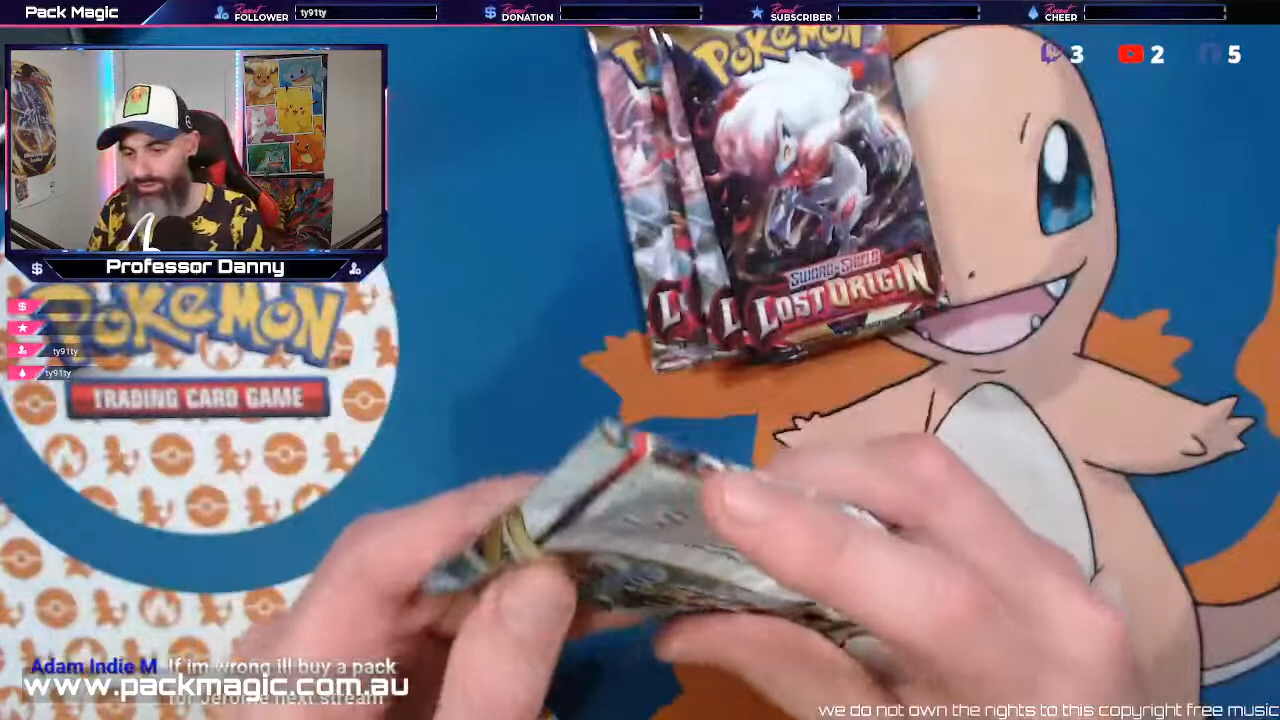 Pack Magic
Recent FOLLOWER ty91ty
Recent DONATION
Recent SUBSCRIBER
Recent CHEER
3 2 5
POKÉMON
SWORD & SHIELD
LOST ORIGIN
L
L
Professor Danny
POKÉMON
TRADING CARD GAME
ty91ty
ty91ty
Adam Indie M If im wrong ill buy a pack
for Jerome next stream
www.packmagic.com.au
we do not own the rights to this copyright free music